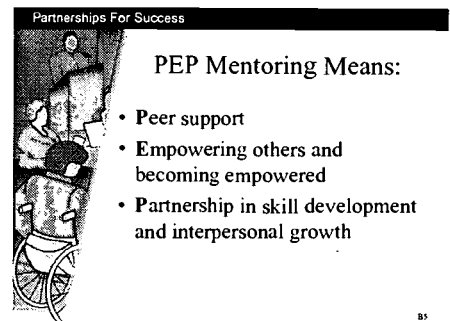 Partnerships For Success
PEP Mentoring Means:
• Peer support
• Empowering others and
becoming empowered
• Partnership in skill development
and interpersonal growth
B5